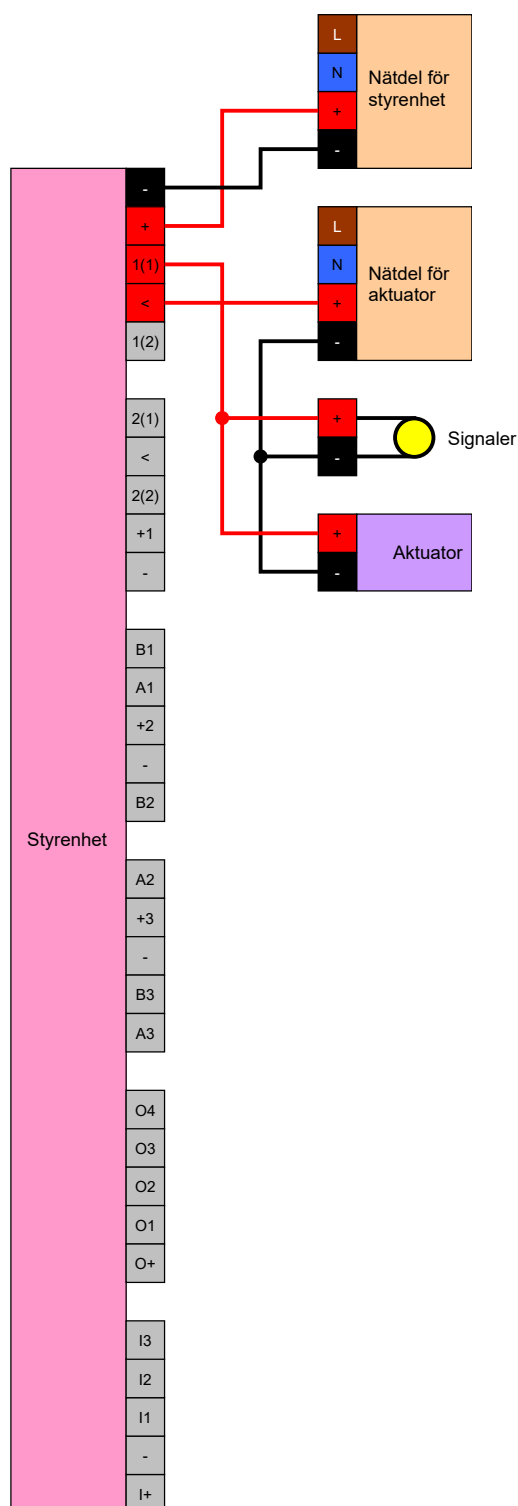 L
N
+
-
Nätdel för
styrenhet
-
+
1(1)
<
1(2)
L
N
+
-
Nätdel för
aktuator
2(1)
<
2(2)
+1
-
+
-
Signaler
+
-
Aktuator
B1
A1
+2
-
B2
Styrenhet
A2
+3
-
B3
A3
O4
O3
O2
O1
O+
I3
I2
I1
-
I+